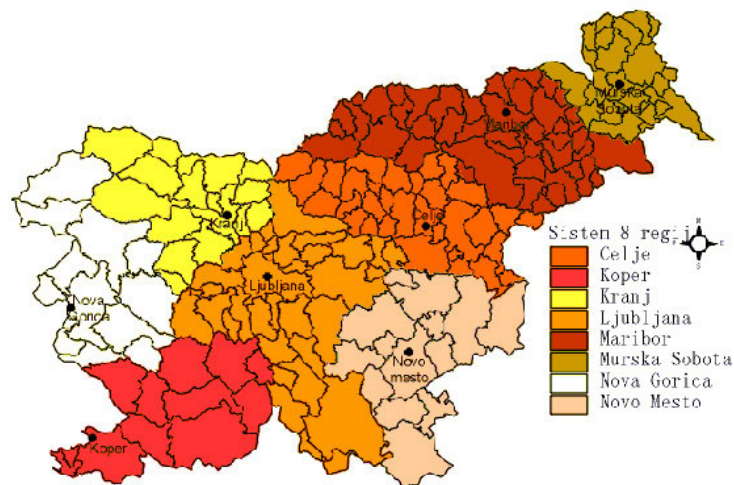 Murska
Sobota
Maribor
Kranj
Celje
Ljubljana
Nova
Gorica
Novo
mesto
Koper
Sistem 8 regij
N
E
S
Celje
Koper
Kranj
Ljubljana
Maribor
Murska Sobota
Nova Gorica
Novo Mesto